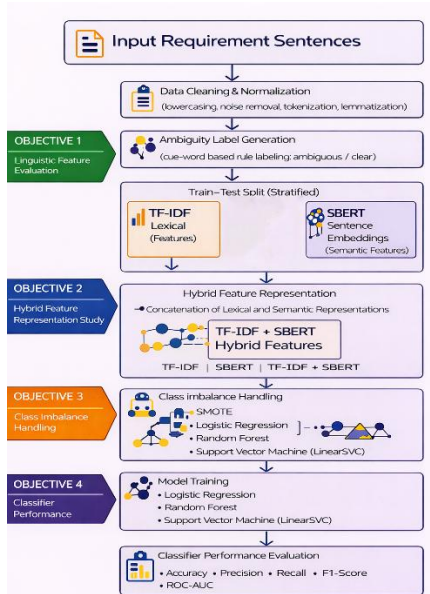 Input Requirement Sentences
Data Cleaning & Normalization
(lowercasing, noise removal, tokenization, lemmatization)
OBJECTIVE 1
Linguistic Feature
Evaluation
Ambiguity Label Generation
(cue-word based rule labeling: ambiguous / clear)
Train-Test Split (Stratified)
TF-IDF
Lexical
(Features)
SBERT
Sentence
Embeddings
(Semantic Features)
OBJECTIVE 2
Hybrid Feature
Representation Study
Hybrid Feature Representation
Concatenation of Lexical and Semantic Representations
TF-IDF + SBERT
Hybrid Features
TF-IDF | SBERT | TF-IDF + SBERT
OBJECTIVE 3
Class Imbalance
Handling
Class imbalance Handling
• SMOTE
• Logistic Regression
• Random Forest
• Support Vector Machine (LinearSVC)
OBJECTIVE 4
Classifier
Performance
Model Training
• Logistic Regression
• Random Forest
• Support Vector Machine (LinearSVC)
Classifier Performance Evaluation
• Accuracy • Precision • Recall • F1-Score
• ROC-AUC